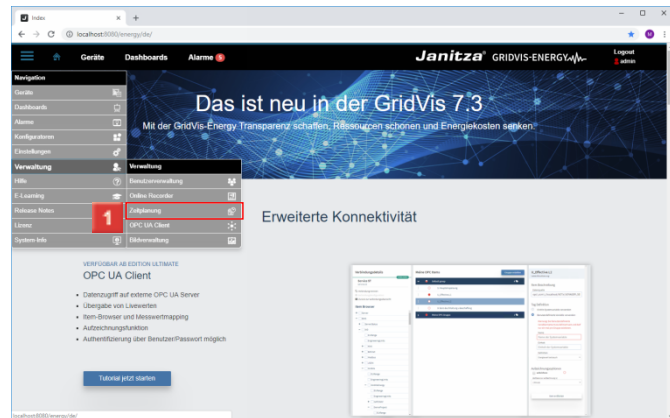 Index
localhost:8080/energy/de/
Geräte
Dashboards
Alarme 6
Janitza® GRIDVIS-ENERGY
Logout
admin
Navigation
Geräte
Dashboards
Alarme
Konfiguratoren
Einstellungen
Verwaltung
Hilfe
E-Learning
Release Notes
Lizenz
System Info
Verwaltung
Benutzerverwaltung
Online Recorder
Zeitplanung
OPC UA Client
Bildverwaltung
1
Das ist neu in der GridVis 7.3
Mit der GridVis-Energy Transparenz schaffen, Ressourcen schonen und Energiekosten senken.
Erweiterte Konnektivität
VERFÜGBAR AB EDITION ULTIMATE
OPC UA Client
• Datenzugriff auf externe OPC UA Server
• Übergabe von Livewerten
• Item-Browser und Messwertmapping
• Aufzeichnungsfunktion
• Authentifizierung über Benutzer/Passwort möglich
Tutorial jetzt starten
localhost:8080/energy/de/